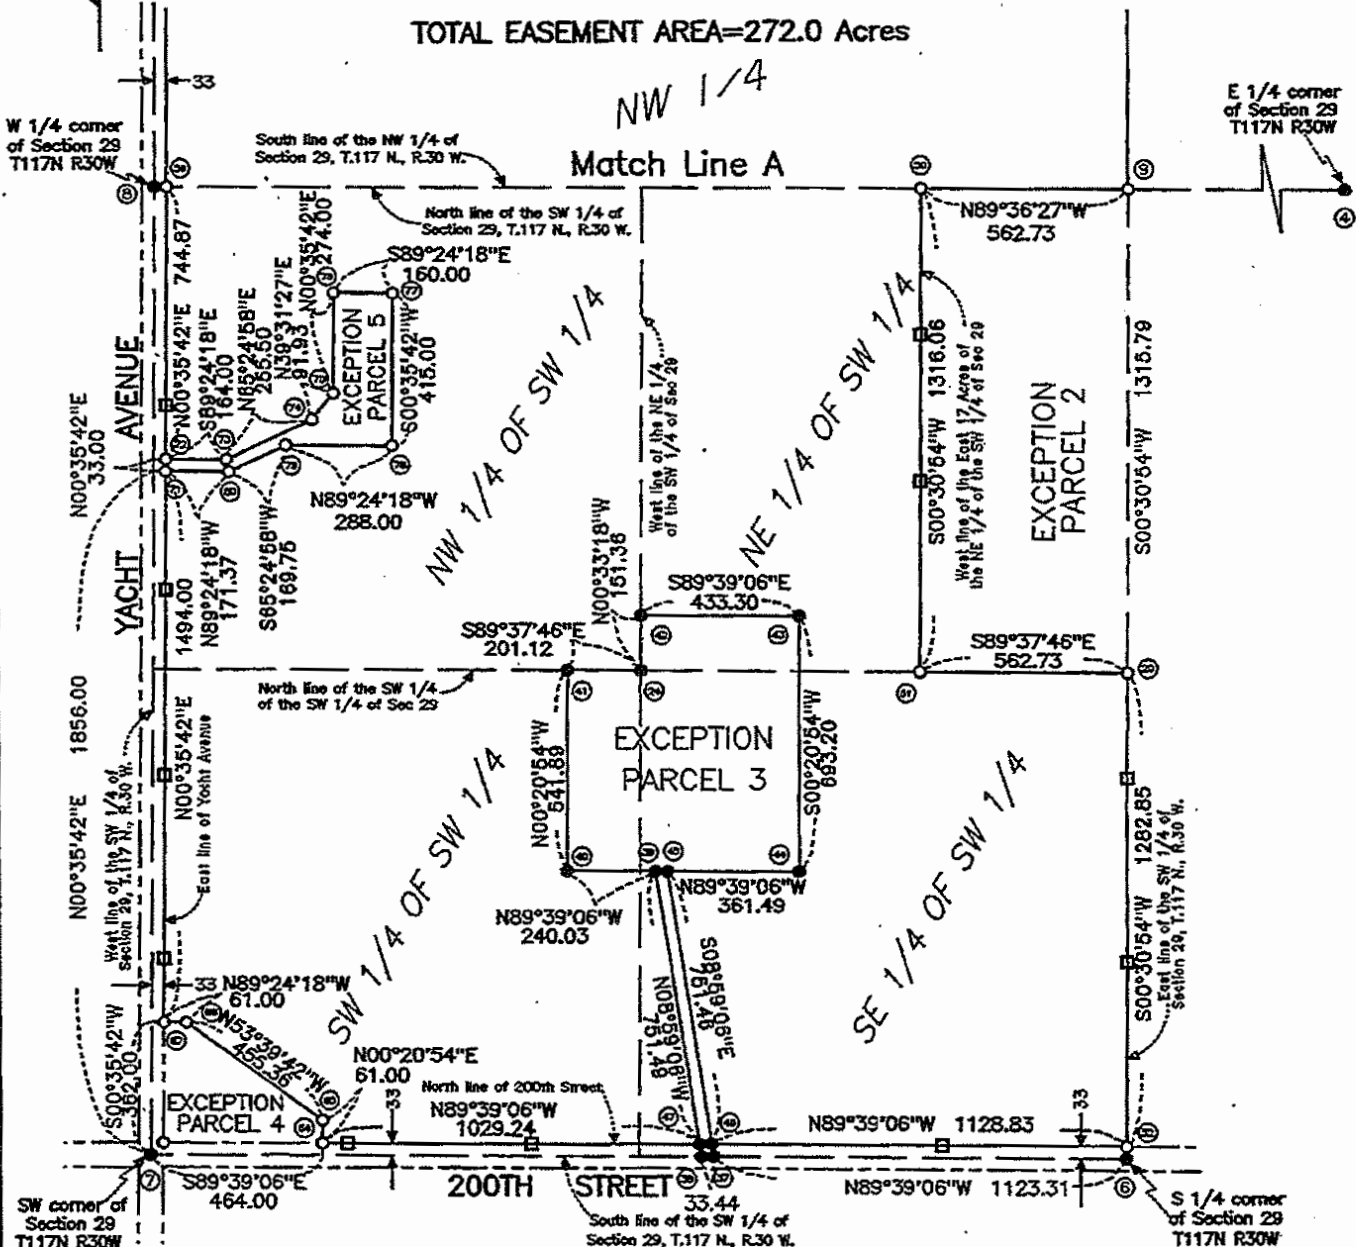 TOTAL EASEMENT AREA=272.0 Acres
33
NW 1/4
W 1/4 corner
of Section 29
T117N R30W
E 1/4 corner
of Section 29
T117N R30W
South line of the NW 1/4 of
Section 29, T.117 N., R.30 W.
Match Line A
8
9
4
North line of the SW 1/4 of
Section 29, T.117 N., R.30 W.
N89°36'27"W
562.73
N00°35'42"E 744.87
S89°24'18"E
164.00
N65°24'58"E
255.50
N39°31'27"E
91.93
N00°35'42"E
274.00
S89°24'18"E
160.00
EXCEPTION
PARCEL 5
S00°35'42"W
415.00
N89°24'18"W
288.00
N00°35'42"E
33.00
YACHT AVENUE
N89°24'18"W
171.37
S65°24'58"W
169.75
NW 1/4 OF SW 1/4
West line of the NE 1/4
of the SW 1/4 of Sec 29
NE 1/4 OF SW 1/4
S00°30'54"W 1316.06
West line of the East 17 Acres of
the NE 1/4 of the SW 1/4 of Sec 29
EXCEPTION
PARCEL 2
S00°30'54"W 1315.79
N00°33'18"W
151.36
S89°39'06"E
433.30
S89°37'46"E
201.12
S89°37'46"E
562.73
North line of the SW 1/4
of the SW 1/4 of Sec 29
N00°35'42"E 1494.00
East line of Yacht Avenue
N00°35'42"E 1856.00
West line of the SW 1/4 of
Section 29, T.117 N., R.30 W.
EXCEPTION
PARCEL 3
N00°20'54"W
541.89
S00°20'54"W
693.20
N89°39'06"W
240.03
N89°39'06"W
361.49
SW 1/4 OF SW 1/4
SE 1/4 OF SW 1/4
S00°30'54"W 1282.85
East line of the SW 1/4 of
Section 29, T.117 N., R.30 W.
S08°59'06"E
751.46
N08°59'06"W
751.49
33
N89°24'18"W
61.00
N53°39'42"W
455.36
S00°35'42"W
362.00
EXCEPTION
PARCEL 4
N00°20'54"E
61.00
North line of 200th Street
N89°39'06"W
1029.24
33
N89°39'06"W 1128.83
33
7
S89°39'06"E
464.00
200TH STREET
33.44
N89°39'06"W 1123.31
6
SW corner of
Section 29
T117N R30W
South line of the SW 1/4 of
Section 29, T.117 N., R.30 W.
S 1/4 corner
of Section 29
T117N R30W